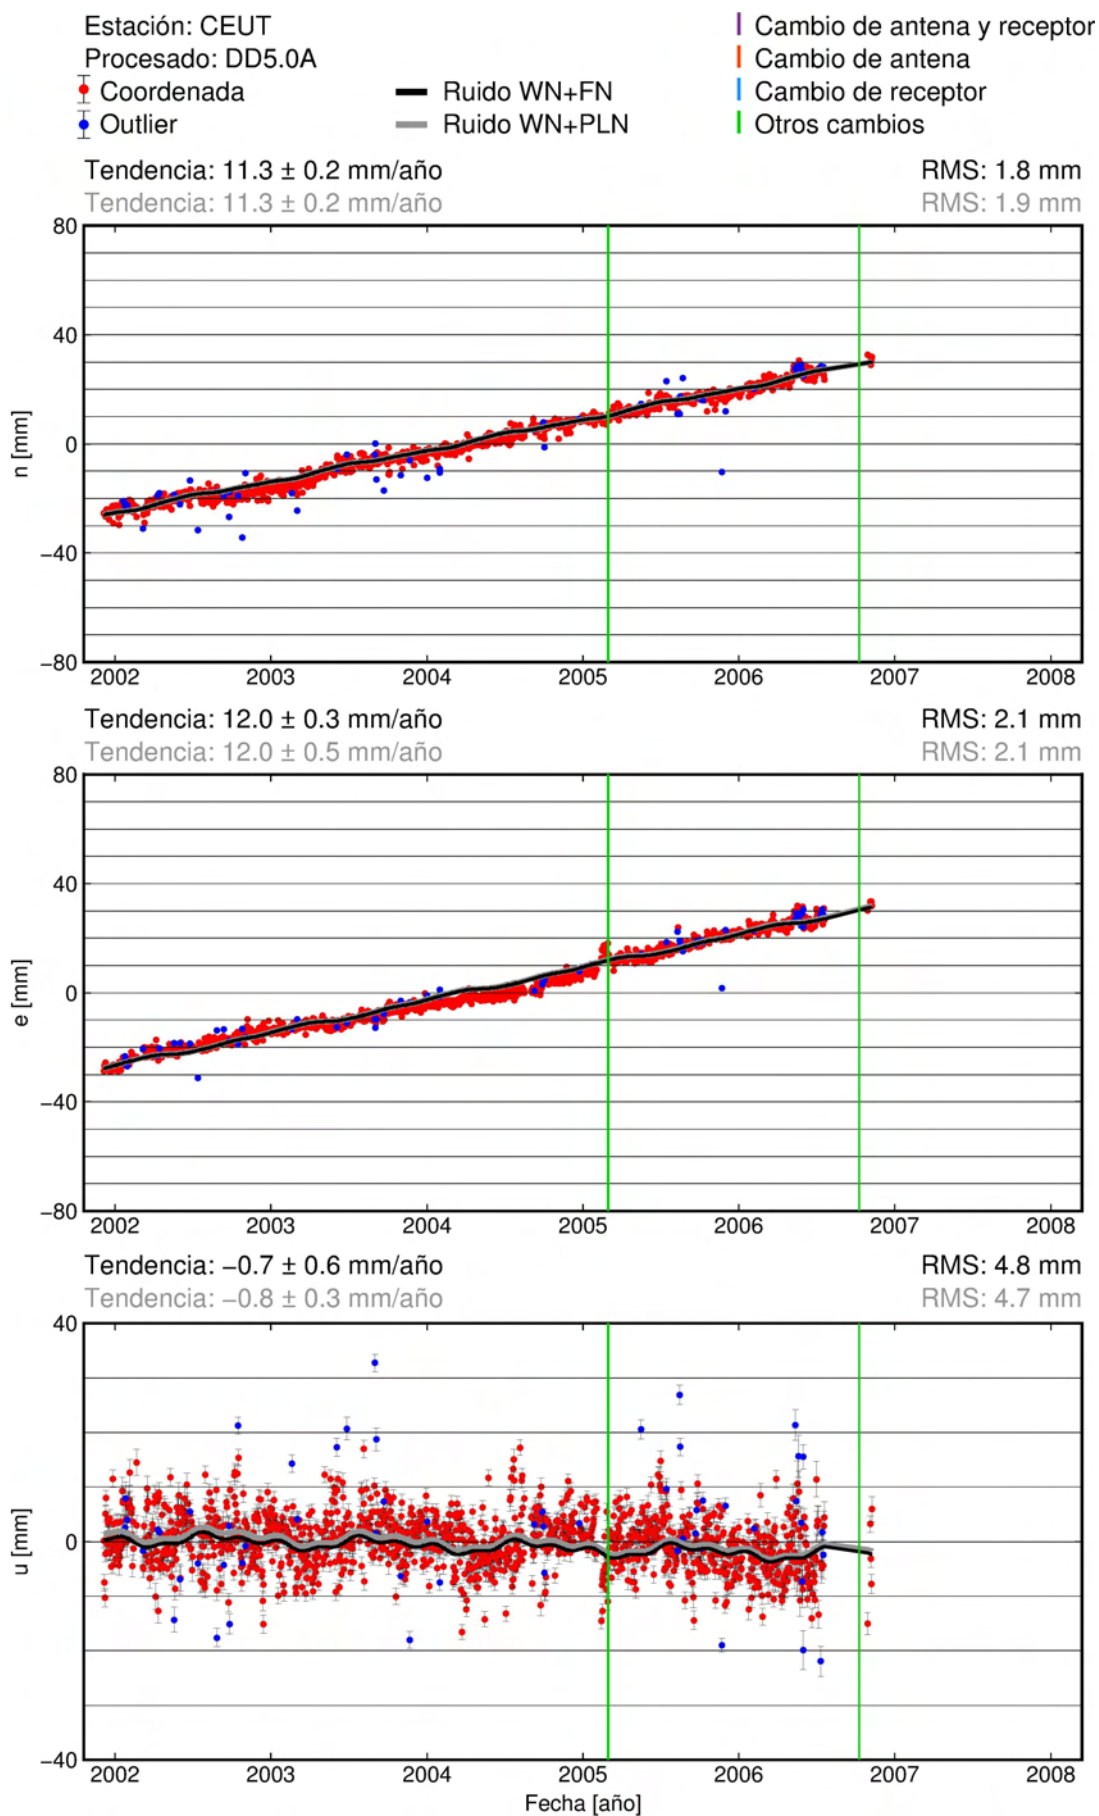 Estación: CEUT
Procesado: DD5.0A
Coordenada
Outlier
Ruido WN+FN
Ruido WN+PLN
Cambio de antena y receptor
Cambio de antena
Cambio de receptor
Otros cambios
Tendencia: 11.3 ± 0.2 mm/año RMS: 1.8 mm
Tendencia: 11.3 ± 0.2 mm/año RMS: 1.9 mm
80
40
0
−40
−80
n [mm]
2002 2003 2004 2005 2006 2007 2008
Tendencia: 12.0 ± 0.3 mm/año RMS: 2.1 mm
Tendencia: 12.0 ± 0.5 mm/año RMS: 2.1 mm
80
40
0
−40
−80
e [mm]
2002 2003 2004 2005 2006 2007 2008
Tendencia: −0.7 ± 0.6 mm/año RMS: 4.8 mm
Tendencia: −0.8 ± 0.3 mm/año RMS: 4.7 mm
40
0
−40
u [mm]
2002 2003 2004 2005 2006 2007 2008
Fecha [año]